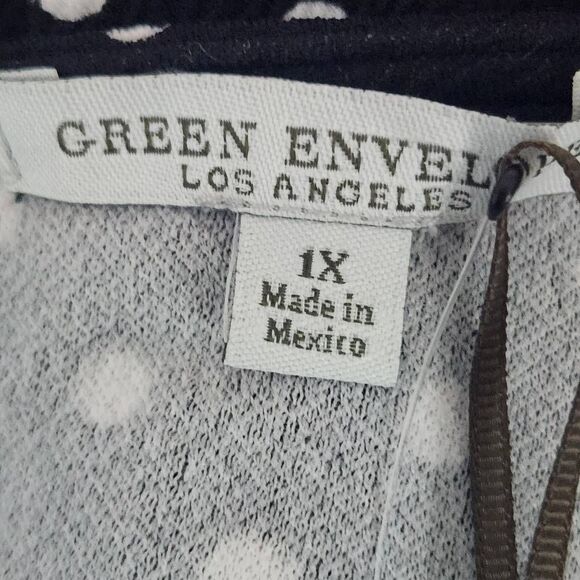 GREEN ENVEL
LOS ANGELES
1X
Made in
Mexico